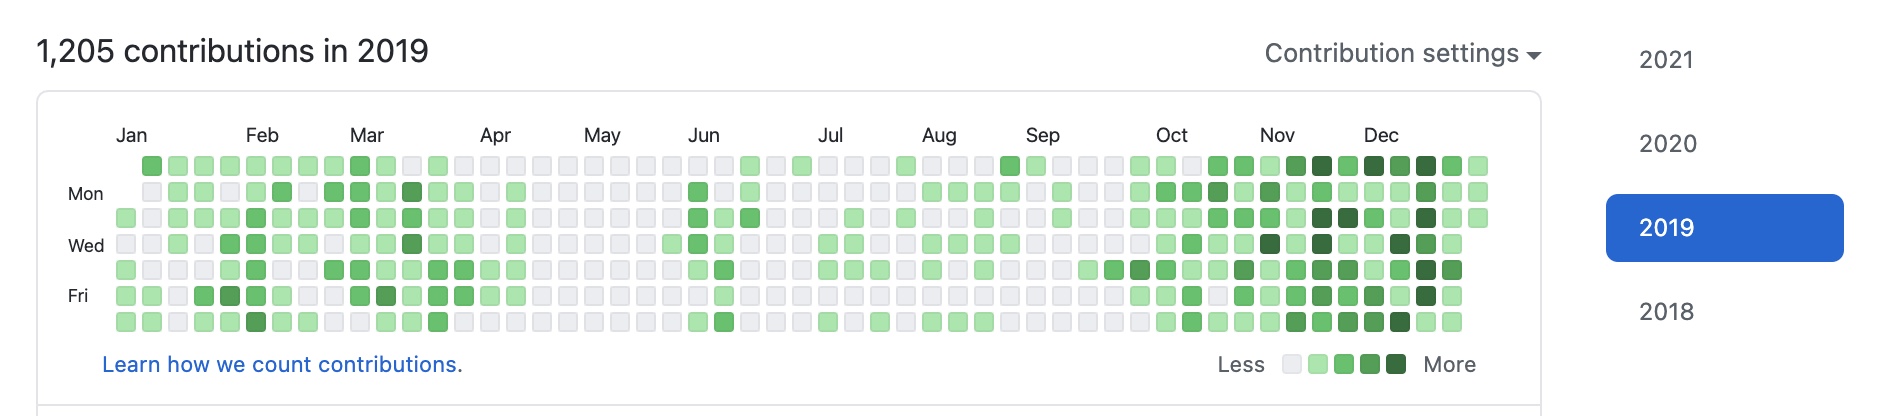 1,205 contributions in 2019
Contribution settings
Jan Feb Mar Apr May Jun Jul Aug Sep Oct Nov Dec
Mon
Wed
Fri
Learn how we count contributions.
Less More
2021
2020
2019
2018